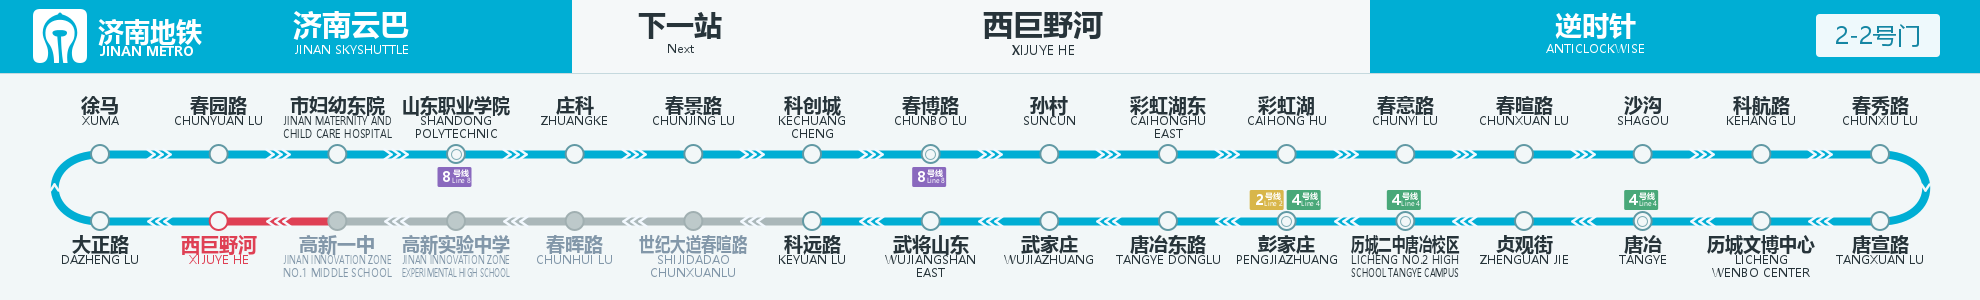 济南地铁
JINAN METRO
济南云巴
JINAN SKYSHUTTLE
下一站
Next
西巨野河
XIJUYE HE
逆时针
ANTICLOCKWISE
2-2号门
徐马
XUMA
春园路
CHUNYUAN LU
市妇幼东院
JINAN MATERNITY AND
CHILD CARE HOSPITAL
山东职业学院
SHANDONG
POLYTECHNIC
庄科
ZHUANGKE
春景路
CHUNJING LU
科创城
KECHUANG
CHENG
春博路
CHUNBO LU
孙村
SUNCUN
彩虹湖东
CAIHONGHU
EAST
彩虹湖
CAIHONG HU
春意路
CHUNYI LU
春暄路
CHUNXUAN LU
沙沟
SHAGOU
科航路
KEHANG LU
春秀路
CHUNXIU LU
8号线
Line 8
8号线
Line 8
2号线
Line 2
4号线
Line 4
4号线
Line 4
4号线
Line 4
大正路
DAZHENG LU
西巨野河
XIJUYE HE
高新一中
JINAN INNOVATION ZONE
NO.1 MIDDLE SCHOOL
高新实验中学
JINAN INNOVATION ZONE
EXPERIMENTAL HIGH SCHOOL
春晖路
CHUNHUI LU
世纪大道春暄路
SHIJIDADAO
CHUNXUANLU
科远路
KEYUAN LU
武将山东
WUJIANGSHAN
EAST
武家庄
WUJIAZHUANG
唐冶东路
TANGYE DONGLU
彭家庄
PENGJIAZHUANG
历城二中唐冶校区
LICHENG NO.2 HIGH
SCHOOL TANGYE CAMPUS
贞观街
ZHENGUAN JIE
唐冶
TANGYE
历城文博中心
LICHENG
WENBO CENTER
唐宣路
TANGXUAN LU